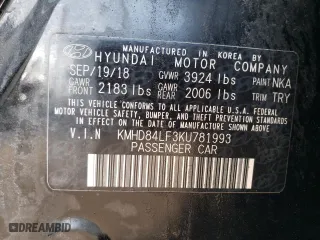 MANUFACTURED IN KOREA BY
HYUNDAI MOTOR COMPANY
SEP/19/18 GVWR 3924 lbs PAINT NKA
GAWR FRONT 2183 lbs GAWR REAR 2006 lbs TRIM TRY
THIS VEHICLE CONFORMS TO ALL APPLICABLE U.S.A. FEDERAL
MOTOR VEHICLE SAFETY, BUMPER, AND THEFT PREVENTION
STANDARDS IN EFFECT ON THE DATE OF MANUFACTURE SHOWN ABOVE.
V.I.N KMHD84LF3KU781993
PASSENGER CAR
DREAMBID